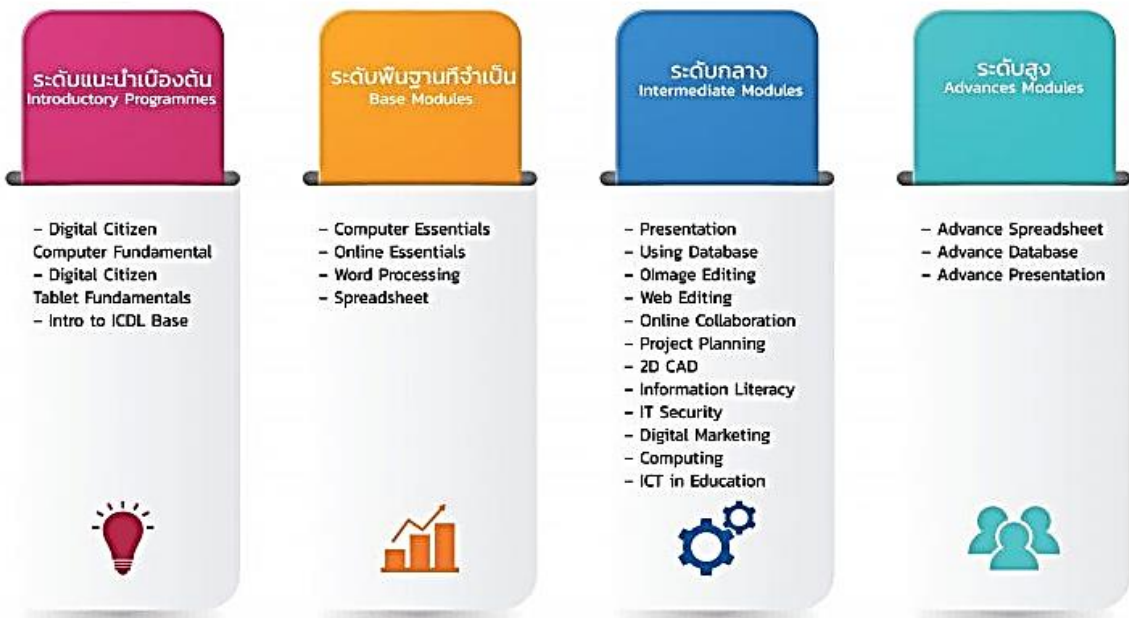 ระดับแนะนำเบื้องต้น
Introductory Programmes
– Digital Citizen
Computer Fundamental
– Digital Citizen
Tablet Fundamentals
– Intro to ICDL Base
ระดับพื้นฐานที่จำเป็น
Base Modules
– Computer Essentials
– Online Essentials
– Word Processing
– Spreadsheet
ระดับกลาง
Intermediate Modules
– Presentation
– Using Database
– OImage Editing
– Web Editing
– Online Collaboration
– Project Planning
– 2D CAD
– Information Literacy
– IT Security
– Digital Marketing
– Computing
– ICT in Education
ระดับสูง
Advances Modules
– Advance Spreadsheet
– Advance Database
– Advance Presentation